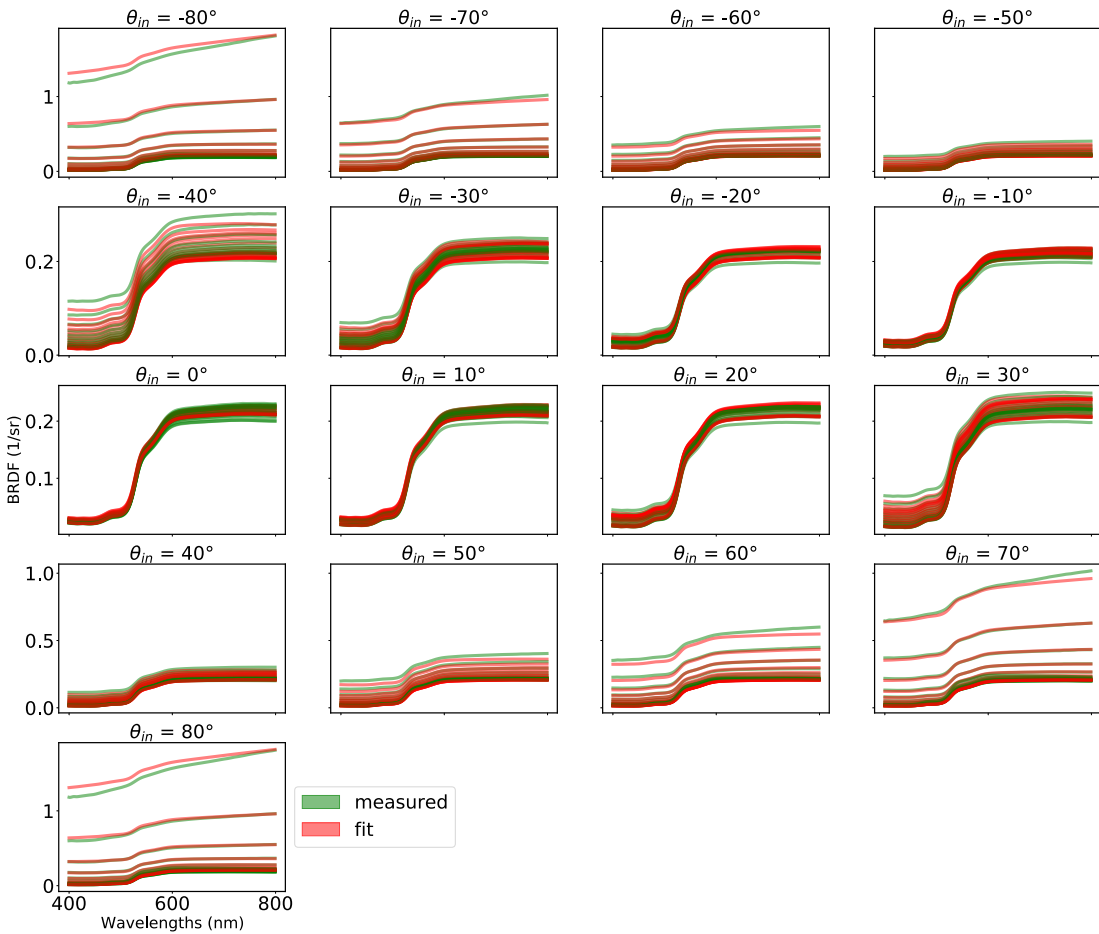 θin = -80° θin = -70° θin = -60° θin = -50°
1
0
θin = -40° θin = -30° θin = -20° θin = -10°
0.2
0.0
θin = 0° θin = 10° θin = 20° θin = 30°
BRDF (1/sr)
0.2
0.1
θin = 40° θin = 50° θin = 60° θin = 70°
1.0
0.5
0.0
θin = 80°
measured
1
fit
0
400 600 800
Wavelengths (nm)